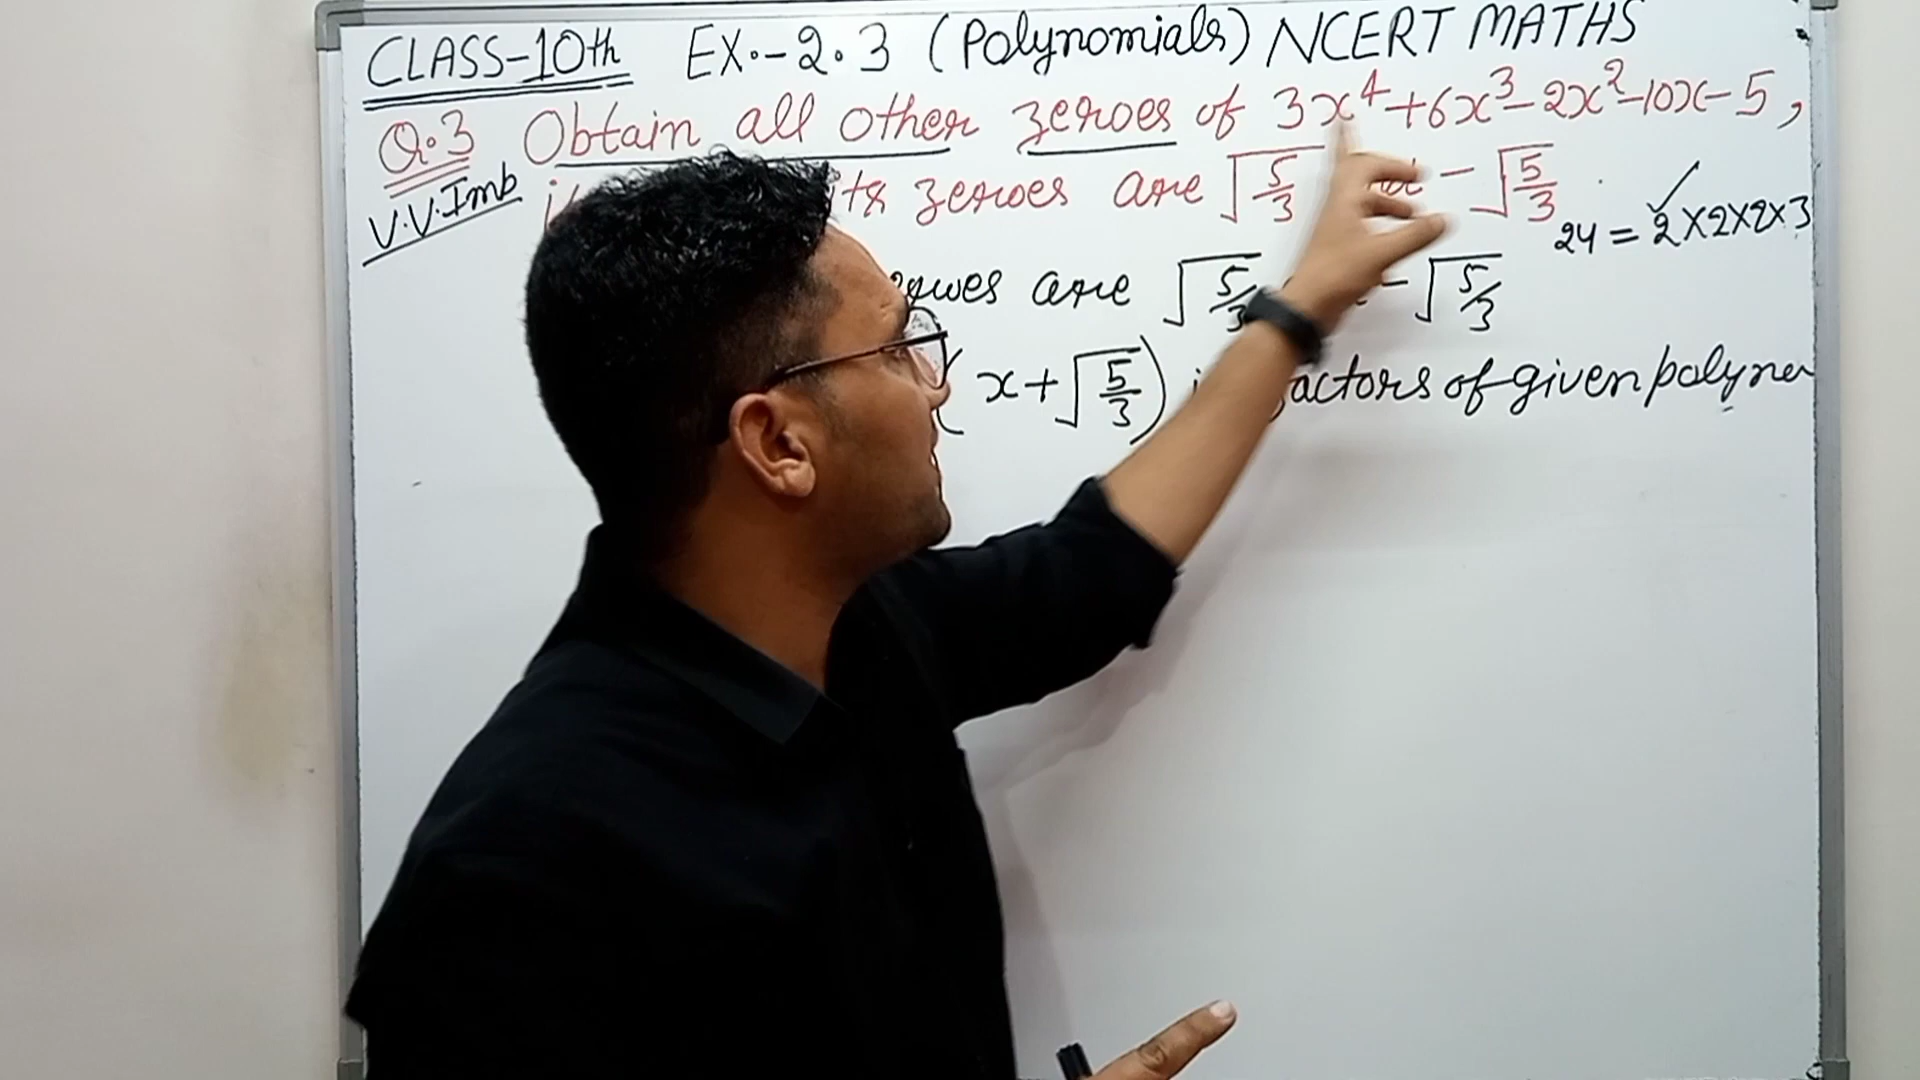 CLASS-10th EX.-2.3 (Polynomials) NCERT MATHS
Q.3 Obtain all other zeroes of 3x⁴+6x³-2x²-10x-5,
V.V.Imb zeroes are √5/3 -√5/3
24 = 2×2×2×3
are √5/3 -√5/3
(x+√5/3) of given polyno